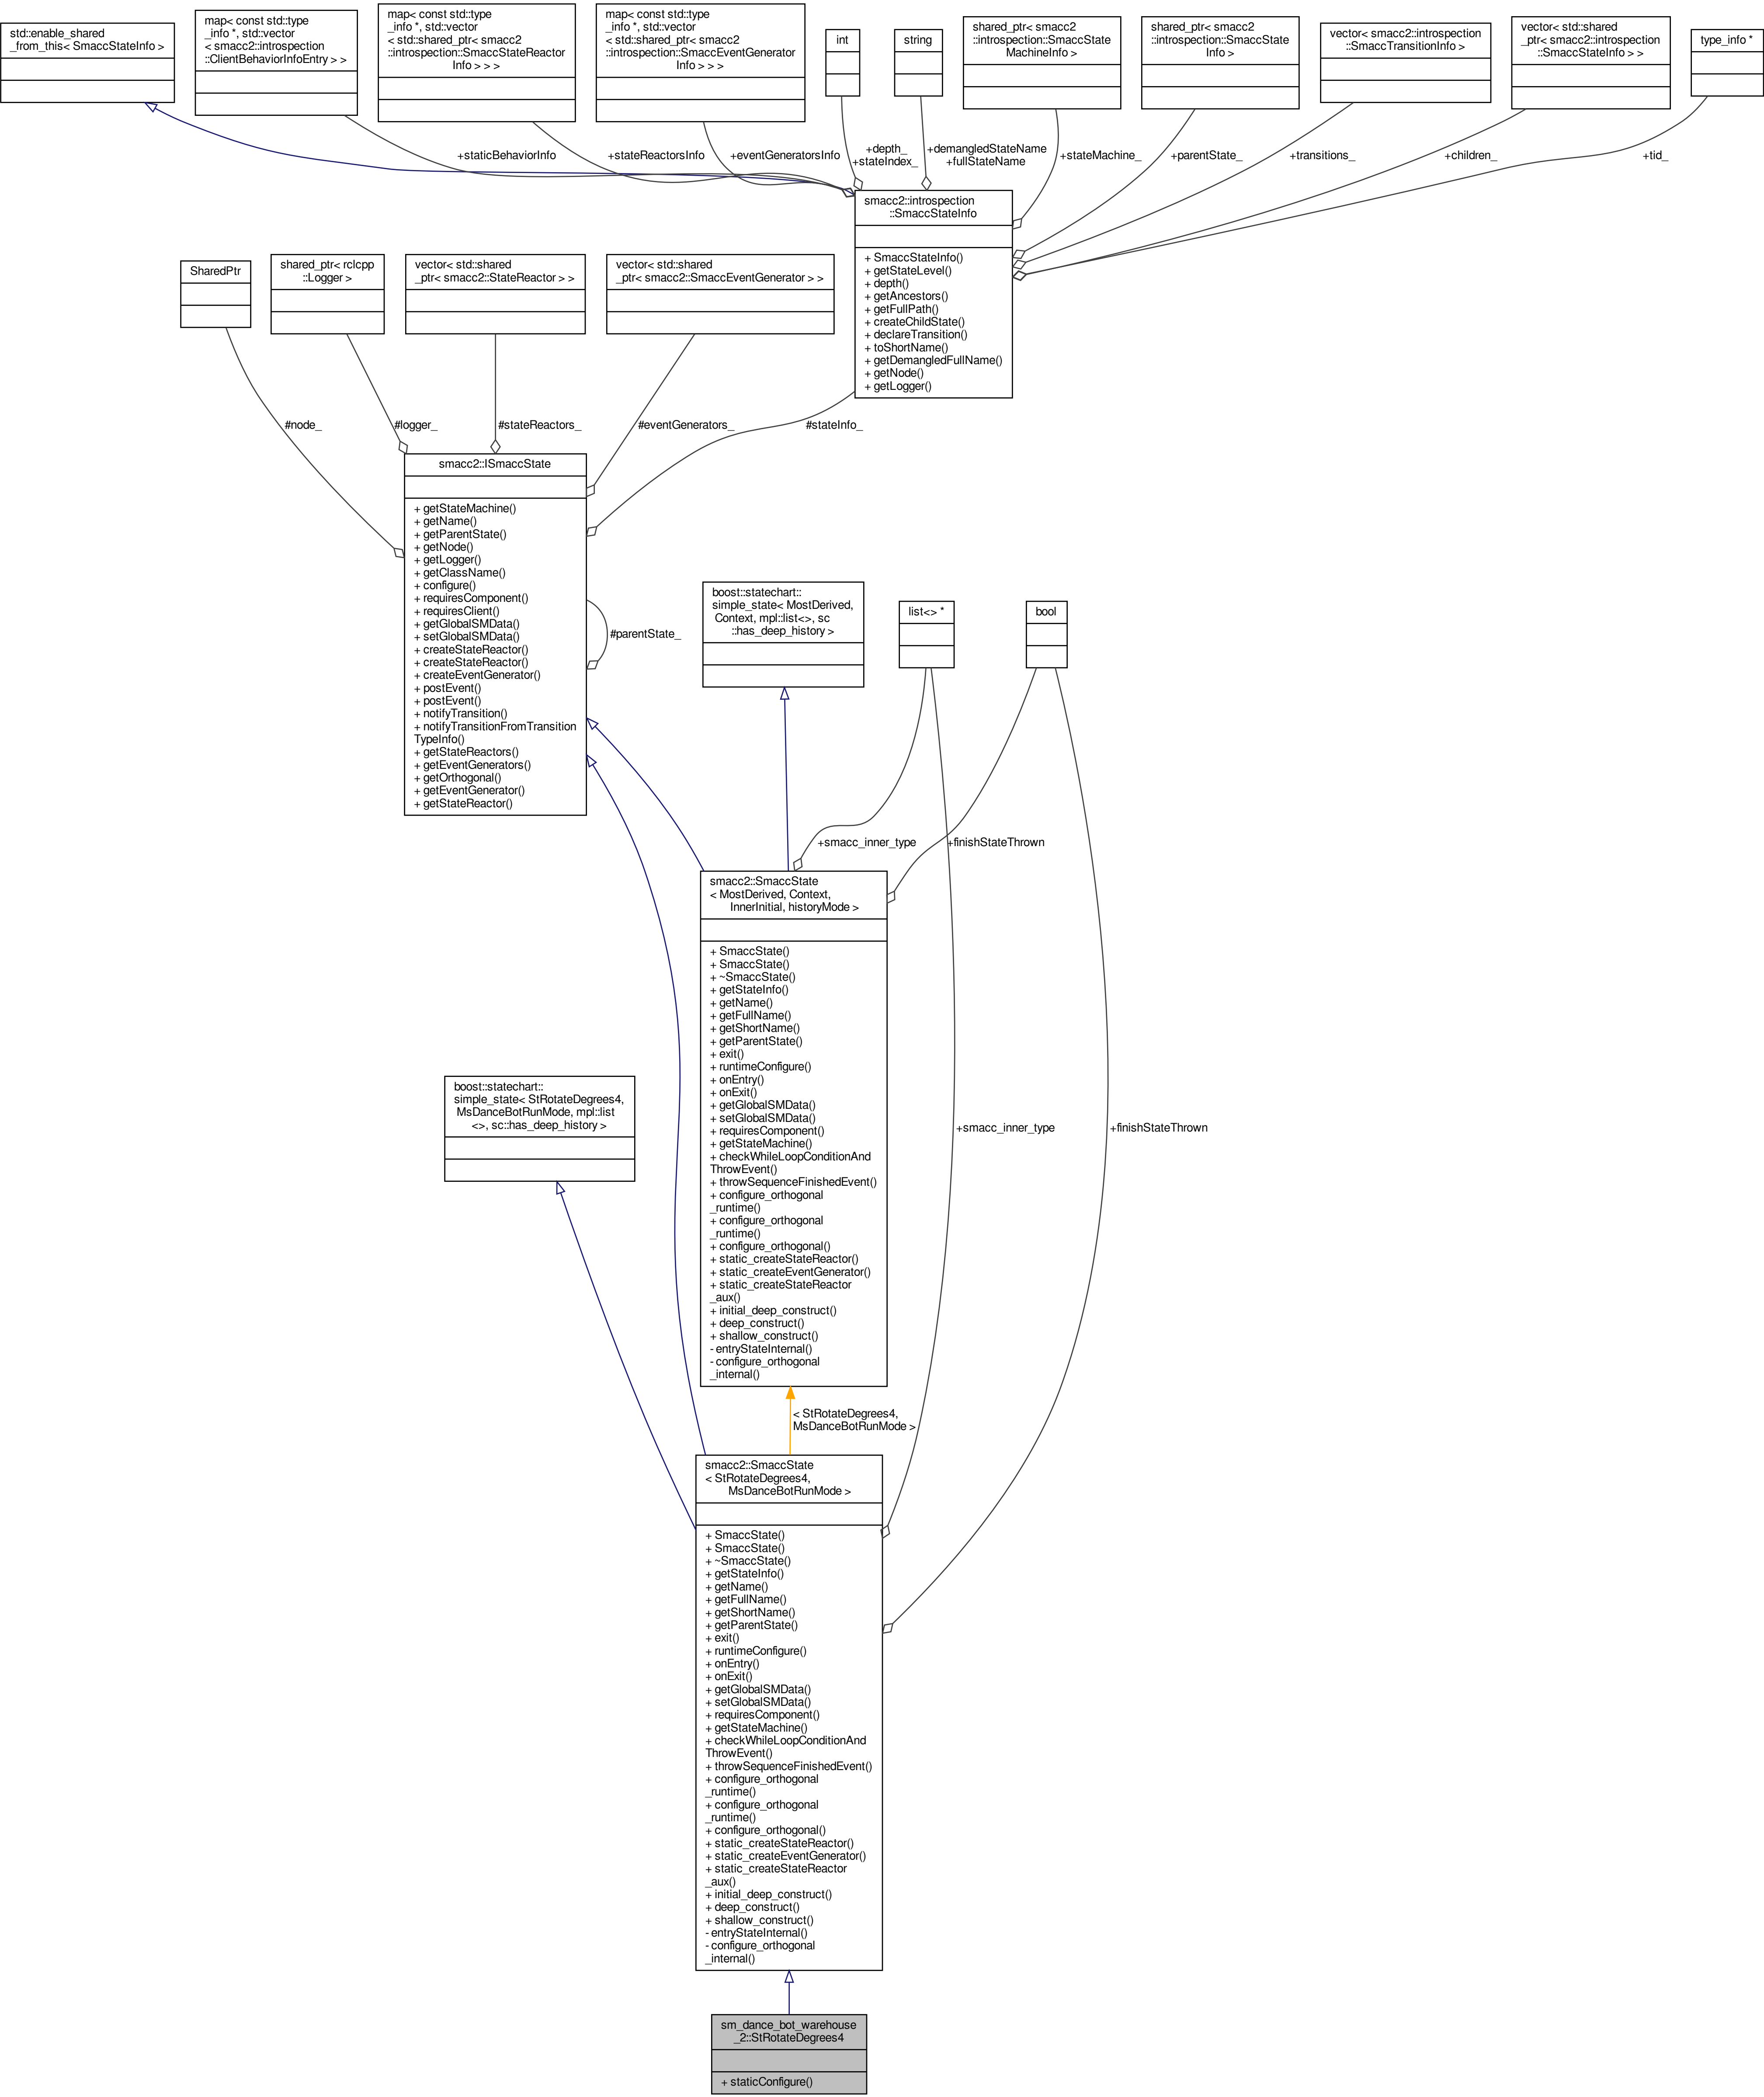 std::enable_shared
_from_this< SmaccStateInfo >
map< const std::type
_info *, std::vector
< smacc2::introspection
::ClientBehaviorInfoEntry > >
map< const std::type
_info *, std::vector
< std::shared_ptr< smacc2
::introspection::SmaccStateReactor
Info > > >
map< const std::type
_info *, std::vector
< std::shared_ptr< smacc2
::introspection::SmaccEventGenerator
Info > > >
int
string
shared_ptr< smacc2
::introspection::SmaccState
MachineInfo >
shared_ptr< smacc2
::introspection::SmaccState
Info >
vector< smacc2::introspection
::SmaccTransitionInfo >
vector< std::shared
_ptr< smacc2::introspection
::SmaccStateInfo > >
type_info *
+staticBehaviorInfo
+stateReactorsInfo
+eventGeneratorsInfo
+depth_
+stateIndex_
+demangledStateName
+fullStateName
+stateMachine_
+parentState_
+transitions_
+children_
+tid_
smacc2::introspection
::SmaccStateInfo
+ SmaccStateInfo()
+ getStateLevel()
+ depth()
+ getAncestors()
+ getFullPath()
+ createChildState()
+ declareTransition()
+ toShortName()
+ getDemangledFullName()
+ getNode()
+ getLogger()
SharedPtr
shared_ptr< rclcpp
::Logger >
vector< std::shared
_ptr< smacc2::StateReactor > >
vector< std::shared
_ptr< smacc2::SmaccEventGenerator > >
#node_
#logger_
#stateReactors_
#eventGenerators_
#stateInfo_
smacc2::ISmaccState
+ getStateMachine()
+ getName()
+ getParentState()
+ getNode()
+ getLogger()
+ getClassName()
+ configure()
+ requiresComponent()
+ requiresClient()
+ getGlobalSMData()
+ setGlobalSMData()
+ createStateReactor()
+ createStateReactor()
+ createEventGenerator()
+ postEvent()
+ postEvent()
+ notifyTransition()
+ notifyTransitionFromTransition
TypeInfo()
+ getStateReactors()
+ getEventGenerators()
+ getOrthogonal()
+ getEventGenerator()
+ getStateReactor()
#parentState_
boost::statechart::
simple_state< MostDerived,
Context, mpl::list<>, sc
::has_deep_history >
list<> *
bool
+smacc_inner_type
+finishStateThrown
smacc2::SmaccState
< MostDerived, Context,
InnerInitial, historyMode >
+ SmaccState()
+ SmaccState()
+ ~SmaccState()
+ getStateInfo()
+ getName()
+ getFullName()
+ getShortName()
+ getParentState()
+ exit()
+ runtimeConfigure()
+ onEntry()
+ onExit()
+ getGlobalSMData()
+ setGlobalSMData()
+ requiresComponent()
+ getStateMachine()
+ checkWhileLoopConditionAnd
ThrowEvent()
+ throwSequenceFinishedEvent()
+ configure_orthogonal
_runtime()
+ configure_orthogonal
_runtime()
+ configure_orthogonal()
+ static_createStateReactor()
+ static_createEventGenerator()
+ static_createStateReactor
_aux()
+ initial_deep_construct()
+ deep_construct()
+ shallow_construct()
- entryStateInternal()
- configure_orthogonal
_internal()
boost::statechart::
simple_state< StRotateDegrees4,
MsDanceBotRunMode, mpl::list
<>, sc::has_deep_history >
+smacc_inner_type
+finishStateThrown
< StRotateDegrees4,
MsDanceBotRunMode >
smacc2::SmaccState
< StRotateDegrees4,
MsDanceBotRunMode >
+ SmaccState()
+ SmaccState()
+ ~SmaccState()
+ getStateInfo()
+ getName()
+ getFullName()
+ getShortName()
+ getParentState()
+ exit()
+ runtimeConfigure()
+ onEntry()
+ onExit()
+ getGlobalSMData()
+ setGlobalSMData()
+ requiresComponent()
+ getStateMachine()
+ checkWhileLoopConditionAnd
ThrowEvent()
+ throwSequenceFinishedEvent()
+ configure_orthogonal
_runtime()
+ configure_orthogonal
_runtime()
+ configure_orthogonal()
+ static_createStateReactor()
+ static_createEventGenerator()
+ static_createStateReactor
_aux()
+ initial_deep_construct()
+ deep_construct()
+ shallow_construct()
- entryStateInternal()
- configure_orthogonal
_internal()
sm_dance_bot_warehouse
_2::StRotateDegrees4
+ staticConfigure()